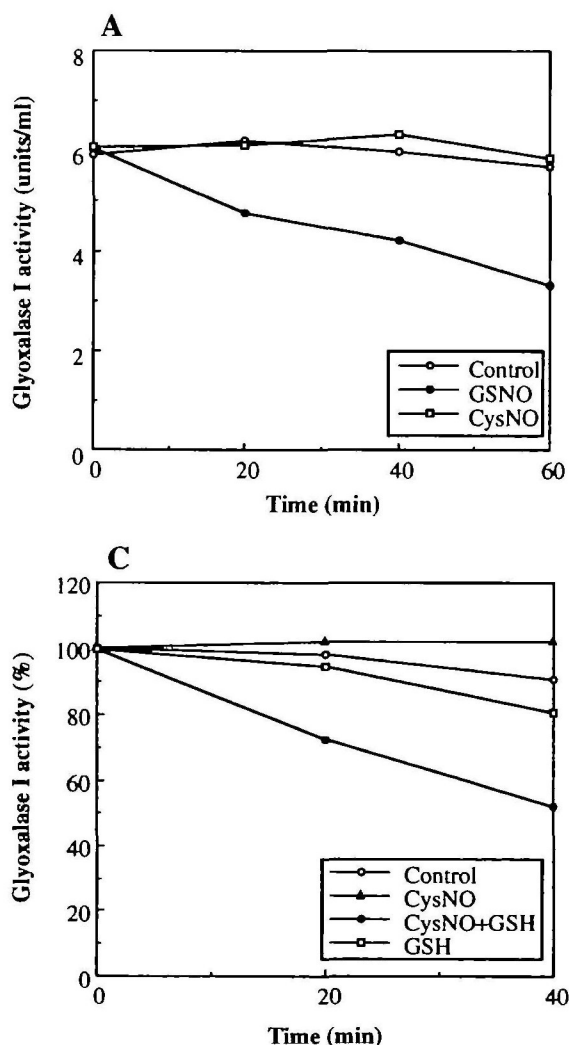 A
8
6
4
2
0
Glyoxalase I activity (units/ml)
Control
GSNO
CysNO
0 20 40 60
Time (min)
C
120
100
80
60
40
20
0
Glyoxalase I activity (%)
Control
CysNO
CysNO+GSH
GSH
0 20 40
Time (min)